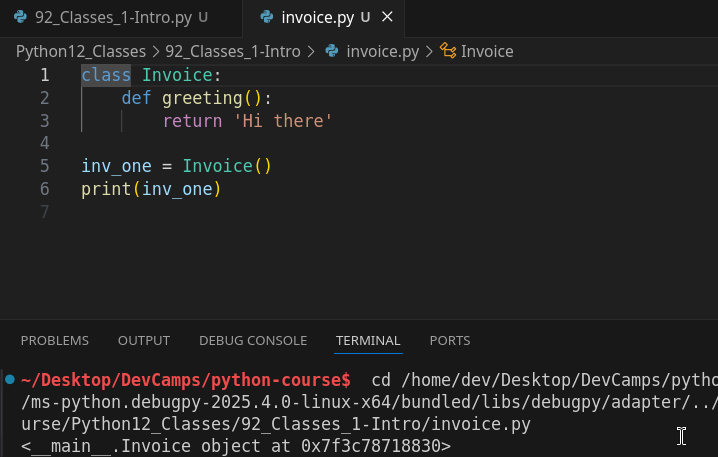 92_Classes_1-Intro.py U invoice.py U ×
Python12_Classes > 92_Classes_1-Intro > invoice.py > Invoice
1 class Invoice:
2     def greeting():
3         return 'Hi there'
4
5 inv_one = Invoice()
6 print(inv_one)
7
PROBLEMS OUTPUT DEBUG CONSOLE TERMINAL PORTS
~/Desktop/DevCamps/python-course$  cd /home/dev/Desktop/DevCamps/pytho
/ms-python.debugpy-2025.4.0-linux-x64/bundled/libs/debugpy/adapter/../
urse/Python12_Classes/92_Classes_1-Intro/invoice.py
<__main__.Invoice object at 0x7f3c78718830>